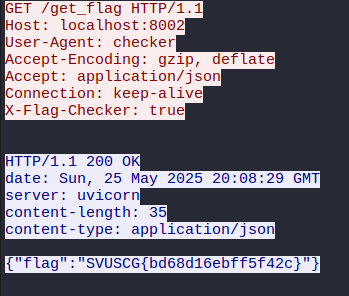 GET /get_flag HTTP/1.1
Host: localhost:8002
User-Agent: checker
Accept-Encoding: gzip, deflate
Accept: application/json
Connection: keep-alive
X-Flag-Checker: true
HTTP/1.1 200 OK
date: Sun, 25 May 2025 20:08:29 GMT
server: uvicorn
content-length: 35
content-type: application/json
{"flag":"SVUSCG{bd68d16ebff5f42c}"}